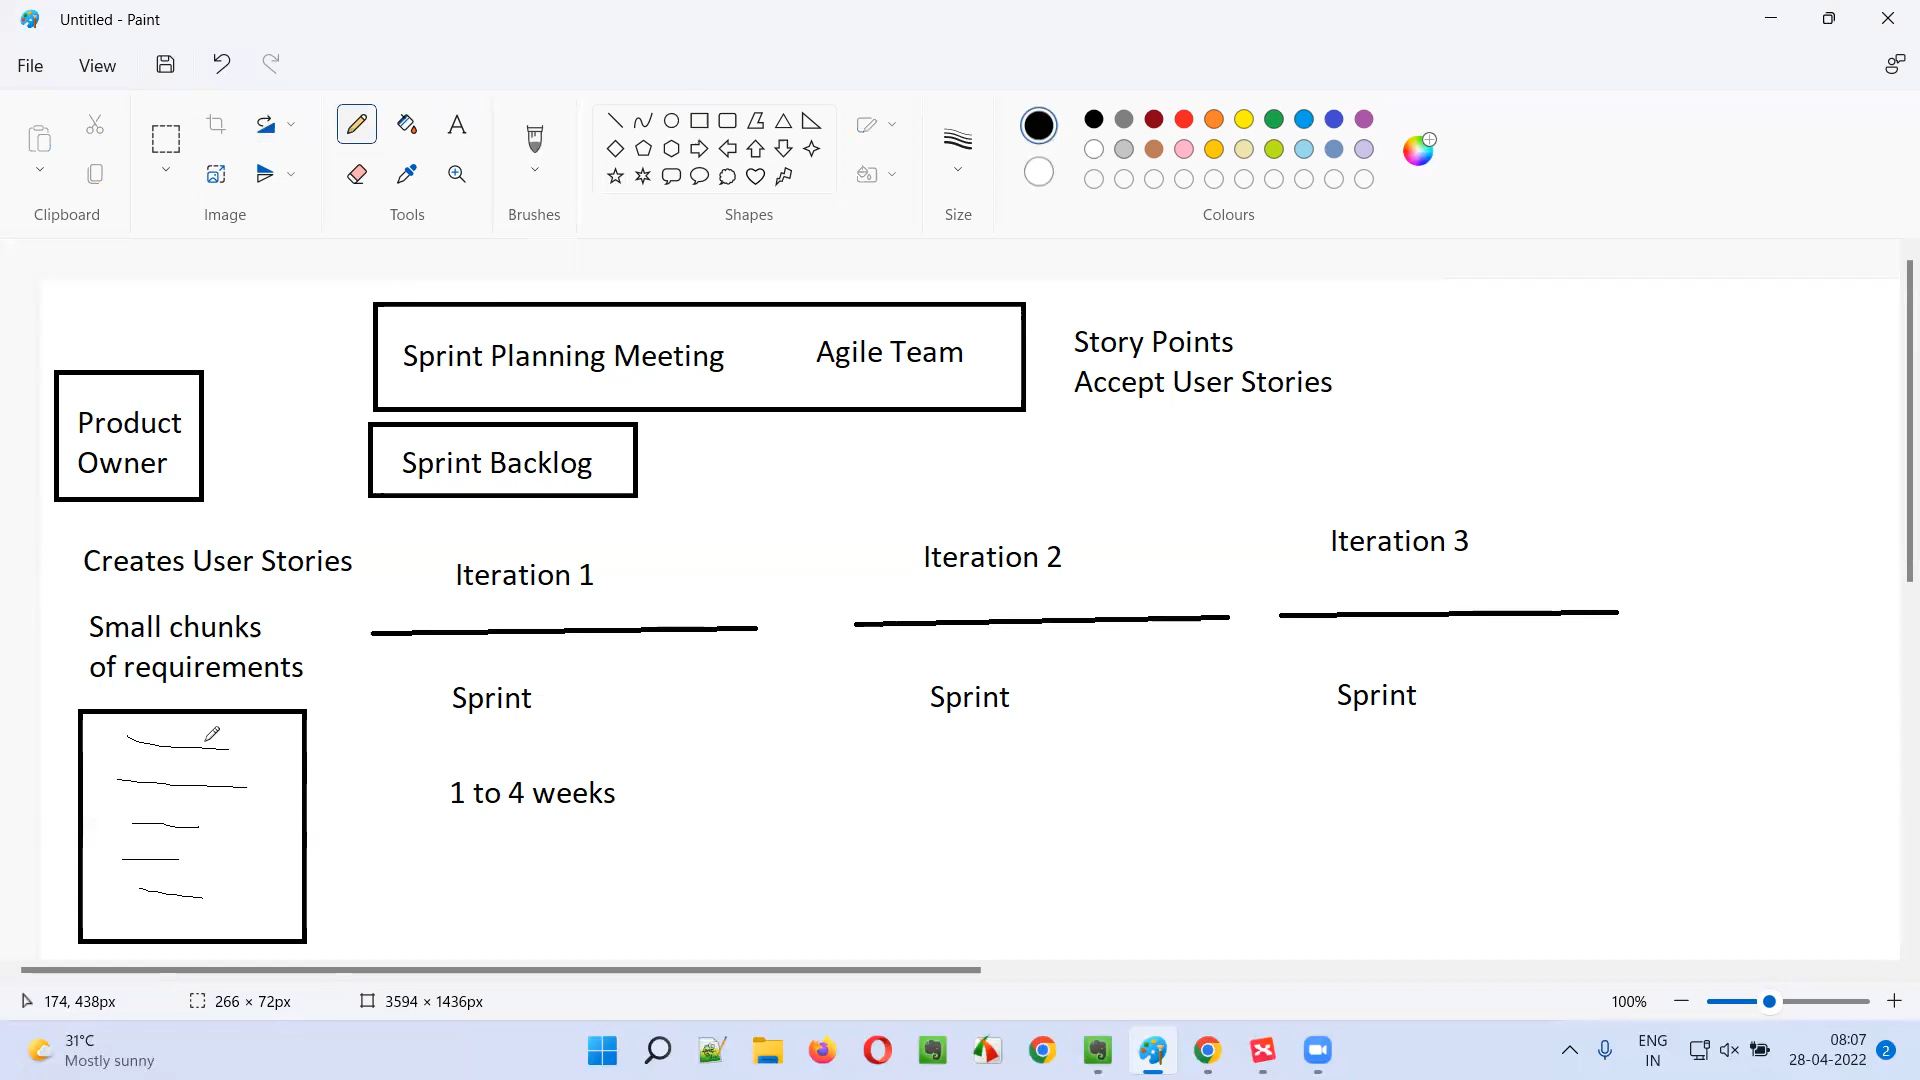 Untitled - Paint
File
View
Clipboard
Image
Tools
Brushes
Shapes
Size
Colours
Sprint Planning Meeting
Agile Team
Story Points
Accept User Stories
Product
Owner
Sprint Backlog
Creates User Stories
Iteration 1
Iteration 2
Iteration 3
Small chunks
of requirements
Sprint
Sprint
Sprint
1 to 4 weeks
174, 438px
266 × 72px
3594 × 1436px
100%
31°C
Mostly sunny
ENG
IN
08:07
28-04-2022
2